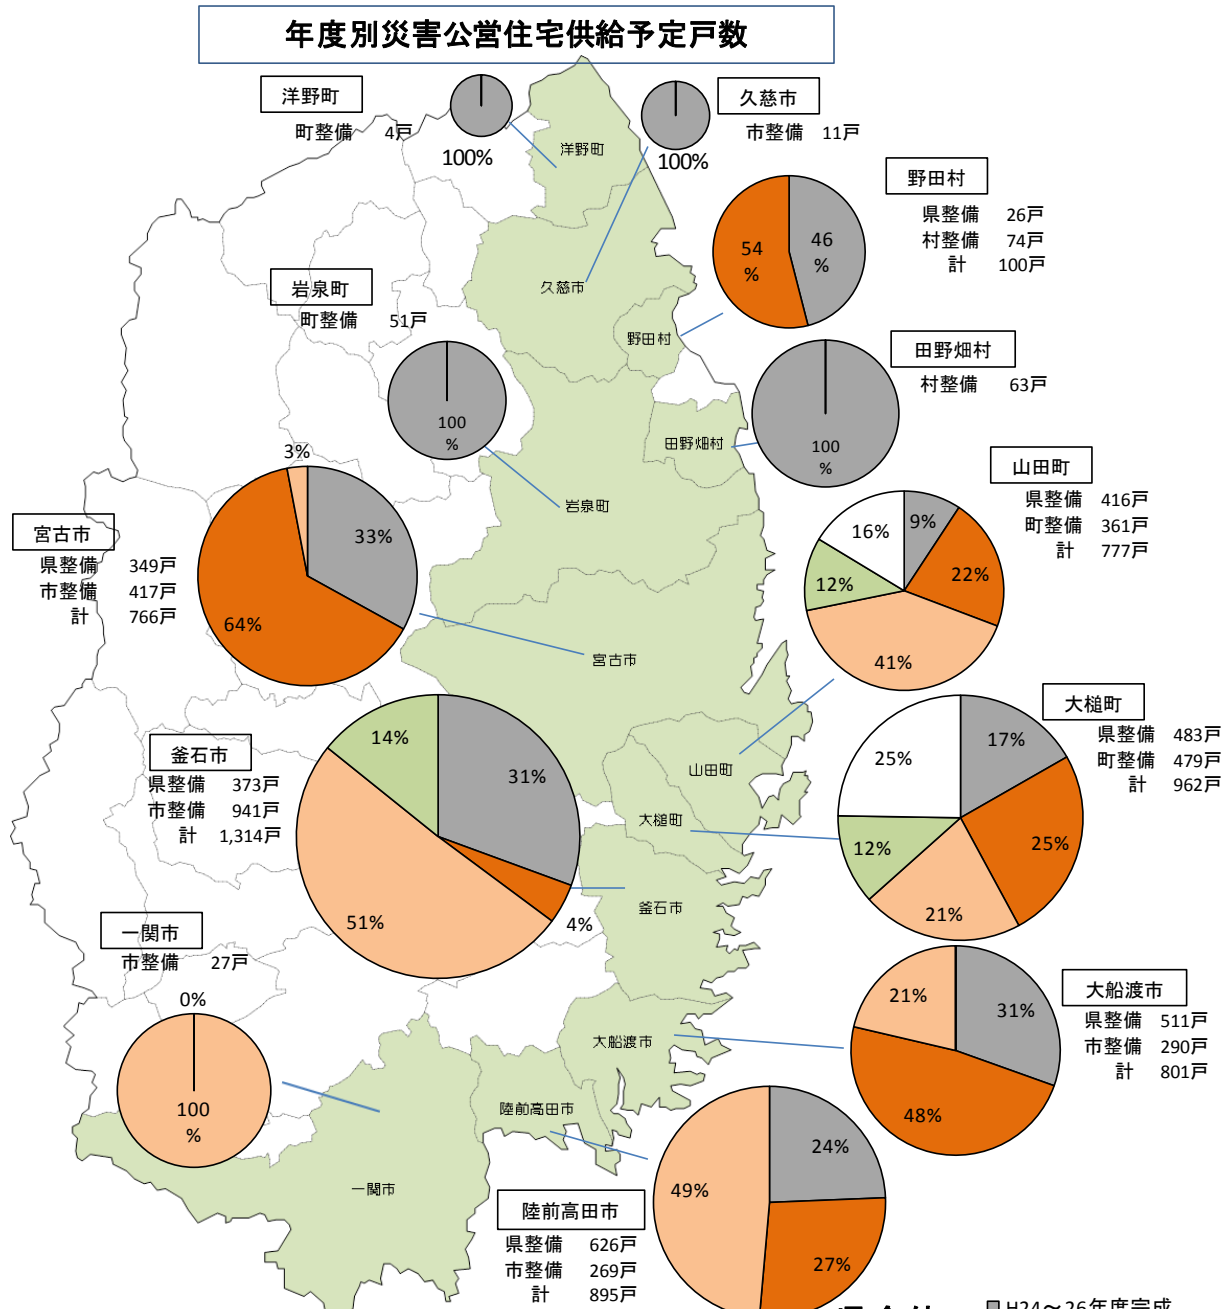 年度別災害公営住宅供給予定戸数
洋野町
町整備 4戸
100%
久慈市
市整備 11戸
100%
野田村
県整備 26戸
村整備 74戸
計 100戸
54
%
46
%
岩泉町
町整備 51戸
100
%
田野畑村
村整備 63戸
100
%
宮古市
県整備 349戸
市整備 417戸
計 766戸
3%
33%
64%
山田町
県整備 416戸
町整備 361戸
計 777戸
16%
9%
22%
12%
41%
大槌町
県整備 483戸
町整備 479戸
計 962戸
25%
17%
12%
25%
21%
釜石市
県整備 373戸
市整備 941戸
計 1,314戸
14%
31%
51%
4%
一関市
市整備 27戸
0%
100
%
大船渡市
県整備 511戸
市整備 290戸
計 801戸
21%
31%
48%
陸前高田市
県整備 626戸
市整備 269戸
計 895戸
24%
49%
27%
洋野町
久慈市
野田村
田野畑村
岩泉町
宮古市
山田町
大槌町
釜石市
大船渡市
陸前高田市
一関市
H24～26年度完成